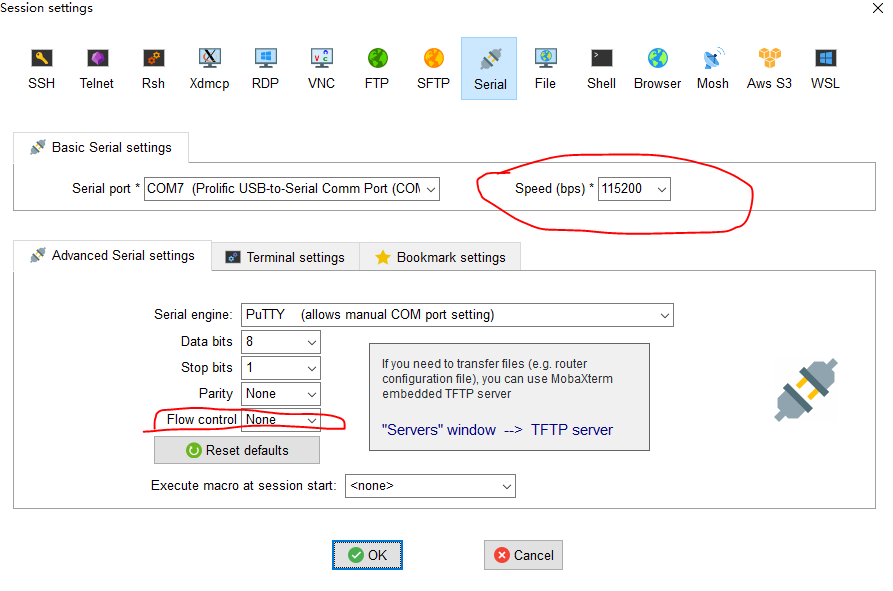 Session settings
SSH Telnet Rsh Xdmcp RDP VNC FTP SFTP Serial File Shell Browser Mosh Aws S3 WSL
Basic Serial settings
Serial port * COM7 (Prolific USB-to-Serial Comm Port (COM Speed (bps) * 115200
Advanced Serial settings Terminal settings Bookmark settings
Serial engine: PuTTY (allows manual COM port setting)
Data bits 8
Stop bits 1
Parity None
Flow control None
Reset defaults
If you need to transfer files (e.g. router
configuration file), you can use MobaXterm
embedded TFTP server
"Servers" window --> TFTP server
Execute macro at session start: <none>
OK Cancel